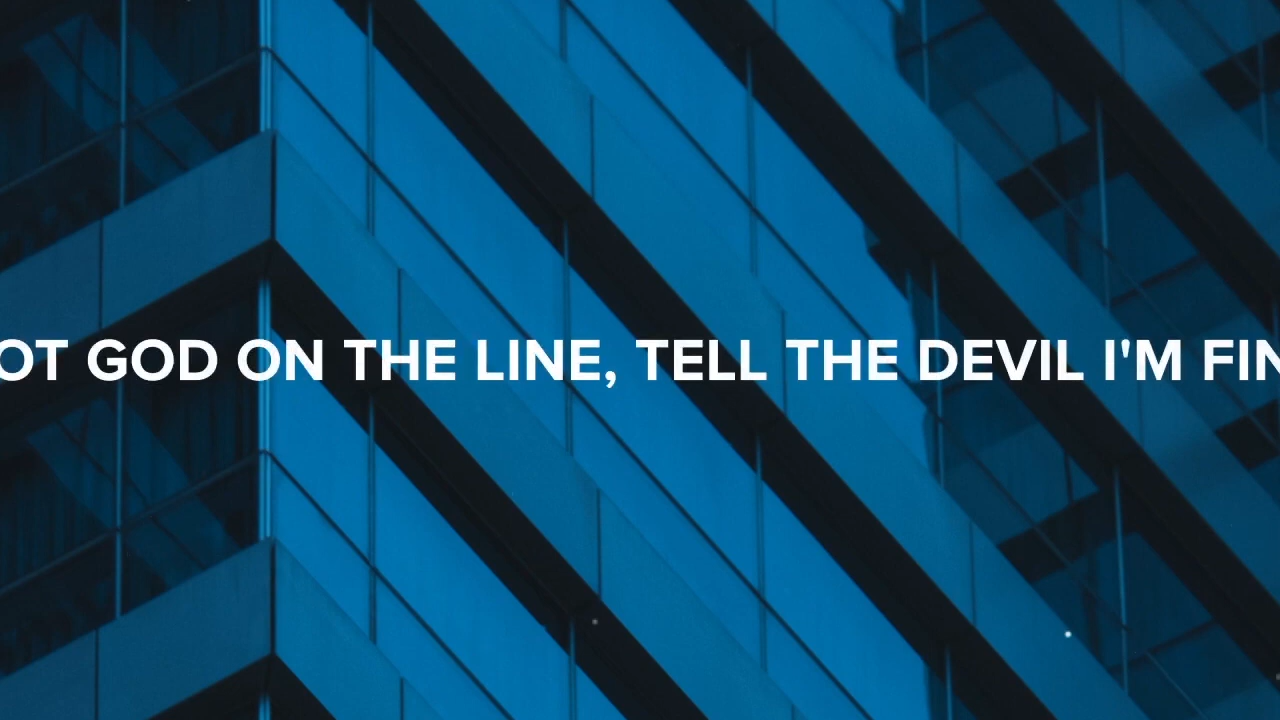 OT GOD ON THE LINE, TELL THE DEVIL I'M FIN